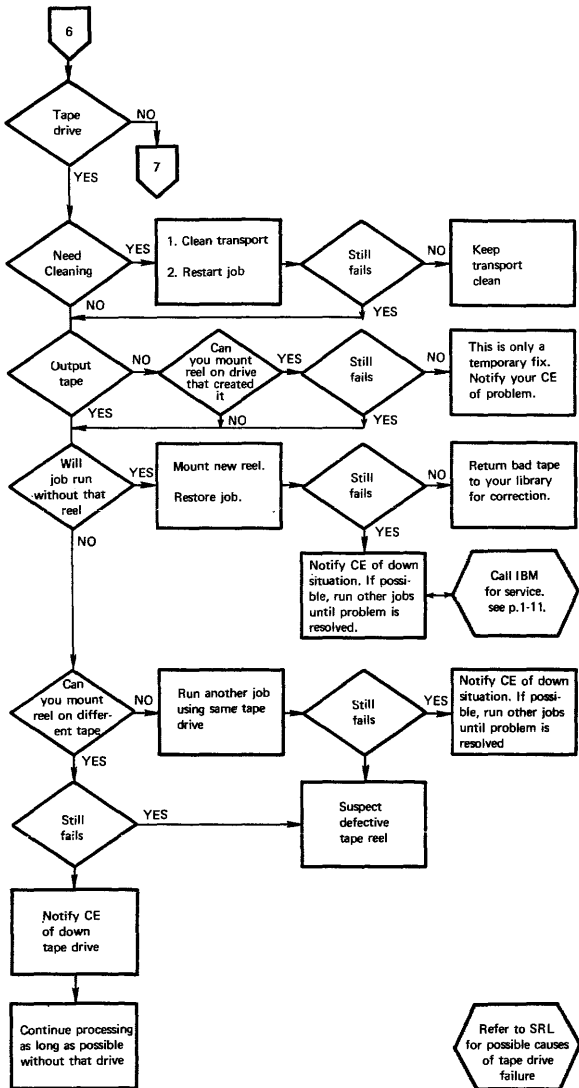 6
Tape
drive
NO
7
YES
Need
Cleaning
YES
1. Clean transport
2. Restart job
Still
fails
NO
Keep
transport
clean
NO
YES
Output
tape
NO
Can
you mount
reel on drive
that created
it
YES
Still
fails
NO
This is only a
temporary fix.
Notify your CE
of problem.
YES
NO
YES
Will
job run
without that
reel
YES
Mount new reel.
Restore job.
Still
fails
NO
Return bad tape
to your library
for correction.
NO
YES
Notify CE of down
situation. If possi-
ble, run other jobs
until problem is
resolved.
Call IBM
for service.
see p.1-11.
Can
you mount
reel on differ-
ent tape
NO
Run another job
using same tape
drive
Still
fails
YES
Notify CE of down
situation. If possi-
ble, run other jobs
until problem is
resolved
YES
Still
fails
YES
Suspect
defective
tape reel
Notify CE
of down
tape drive
Continue processing
as long as possible
without that drive
Refer to SRL
for possible causes
of tape drive
failure